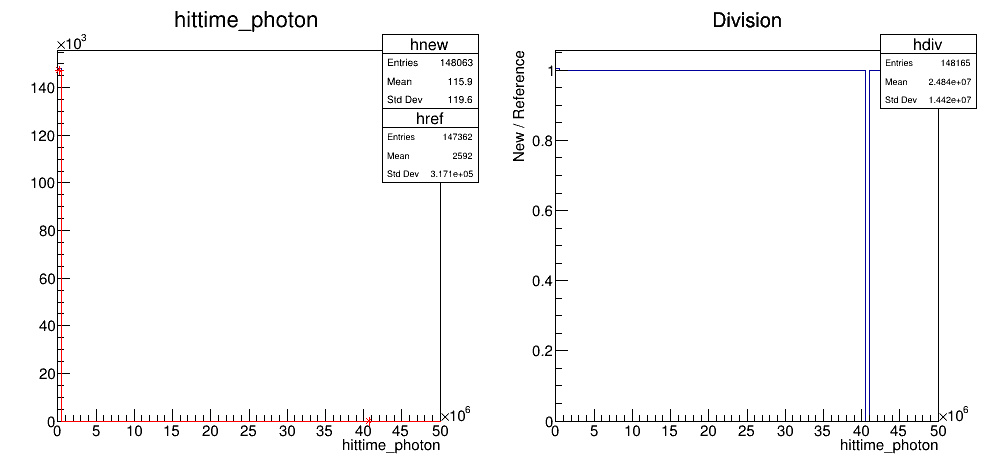 hittime_photon
×10³
hnew
Entries 148063
Mean 115.9
Std Dev 119.6
href
Entries 147362
Mean 2592
Std Dev 3.171e+05
140
120
100
80
60
40
20
0
0 5 10 15 20 25 30 35 40 45 50
×10⁶
hittime_photon
Division
hdiv
Entries 148165
Mean 2.484e+07
Std Dev 1.442e+07
New / Reference
1
0.8
0.6
0.4
0.2
0
0 5 10 15 20 25 30 35 40 45 50
×10⁶
hittime_photon